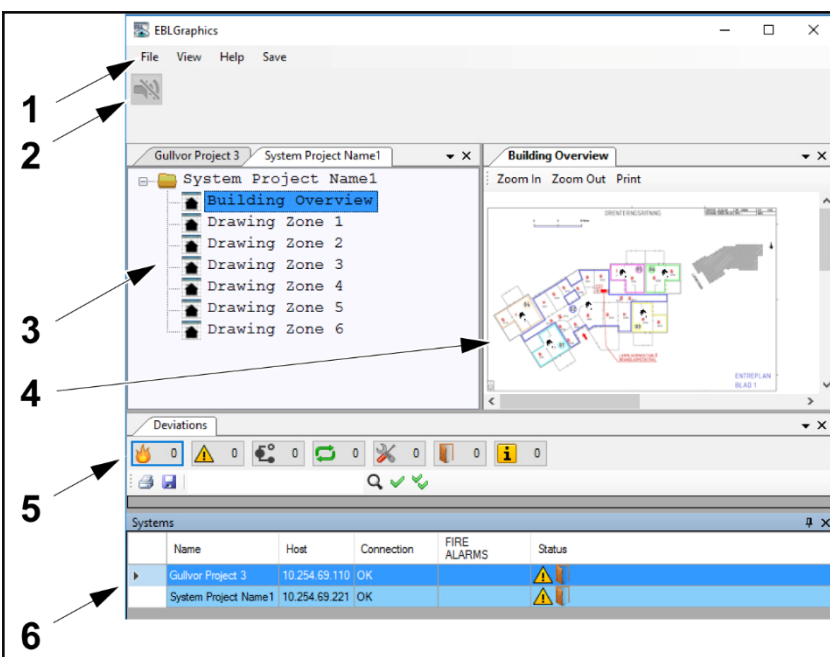 EBLGraphics
File View Help Save
1
2
Gullvor Project 3 System Project Name1
Building Overview
System Project Name1
Zoom In Zoom Out Print
Building Overview
Drawing Zone 1
Drawing Zone 2
Drawing Zone 3
Drawing Zone 4
Drawing Zone 5
Drawing Zone 6
ORIENTERINGSRITNING
ENTREPLAN
BLAD 1
3
4
Deviations
0 0 0 0 0 0 0
5
Systems
Name Host Connection FIRE ALARMS Status
Gullvor Project 3 10.254.69.110 OK
System Project Name1 10.254.69.221 OK
6